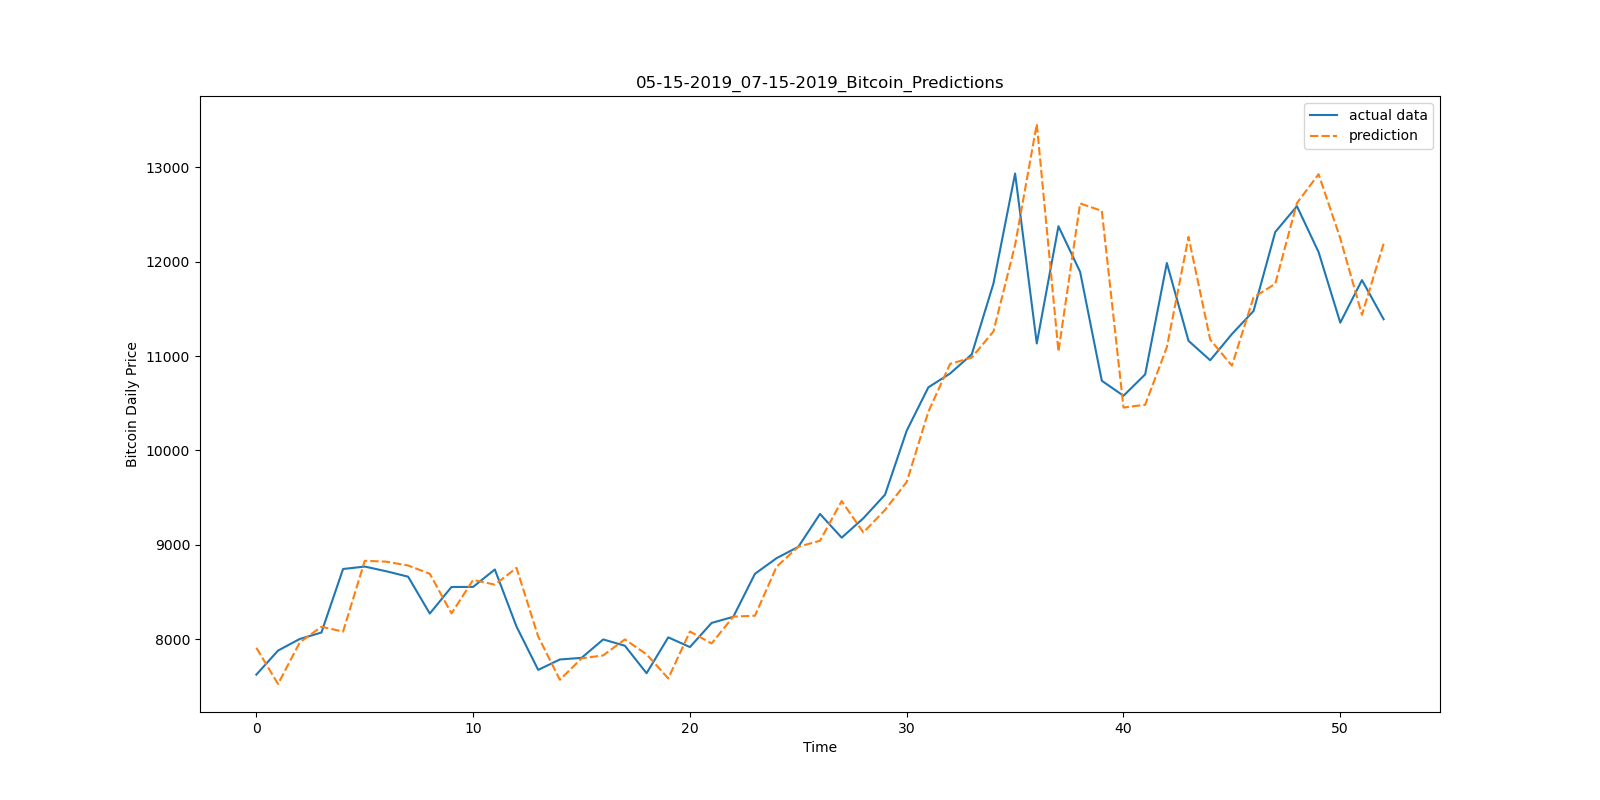 05-15-2019_07-15-2019_Bitcoin_Predictions
actual data
prediction
13000
12000
11000
10000
9000
8000
Bitcoin Daily Price
0 10 20 30 40 50
Time